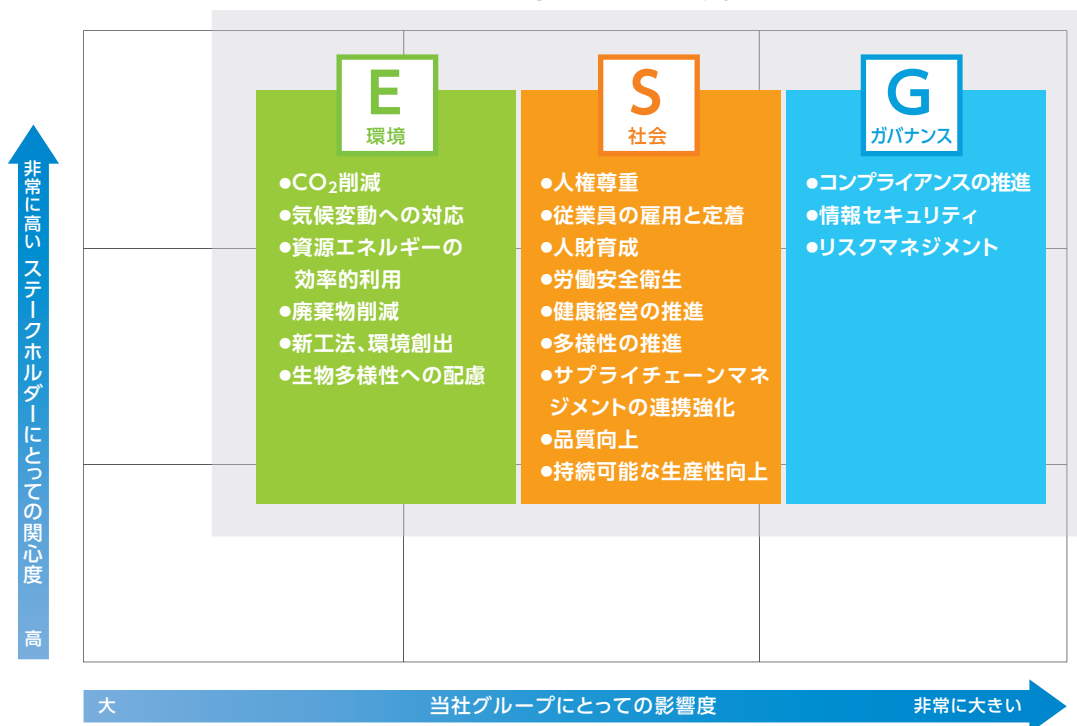 E
環境
●CO₂削減
●気候変動への対応
●資源エネルギーの
効率的利用
●廃棄物削減
●新工法、環境創出
●生物多様性への配慮
S
社会
●人権尊重
●従業員の雇用と定着
●人財育成
●労働安全衛生
●健康経営の推進
●多様性の推進
●サプライチェーンマネ
ジメントの連携強化
●品質向上
●持続可能な生産性向上
G
ガバナンス
●コンプライアンスの推進
●情報セキュリティ
●リスクマネジメント
非常に高い ステークホルダーにとっての関心度 高
大 当社グループにとっての影響度 非常に大きい